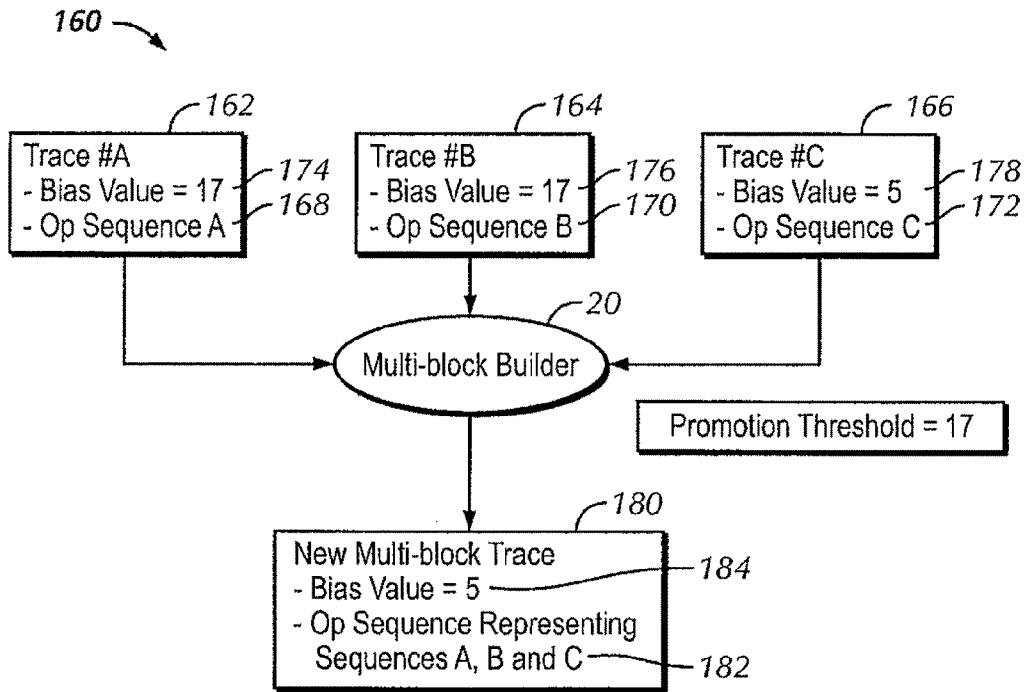 160
162
Trace #A
- Bias Value = 17
174
- Op Sequence A
168
164
Trace #B
- Bias Value = 17
176
- Op Sequence B
170
166
Trace #C
- Bias Value = 5
178
- Op Sequence C
172
20
Multi-block Builder
Promotion Threshold = 17
180
New Multi-block Trace
- Bias Value = 5
184
- Op Sequence Representing
Sequences A, B and C
182